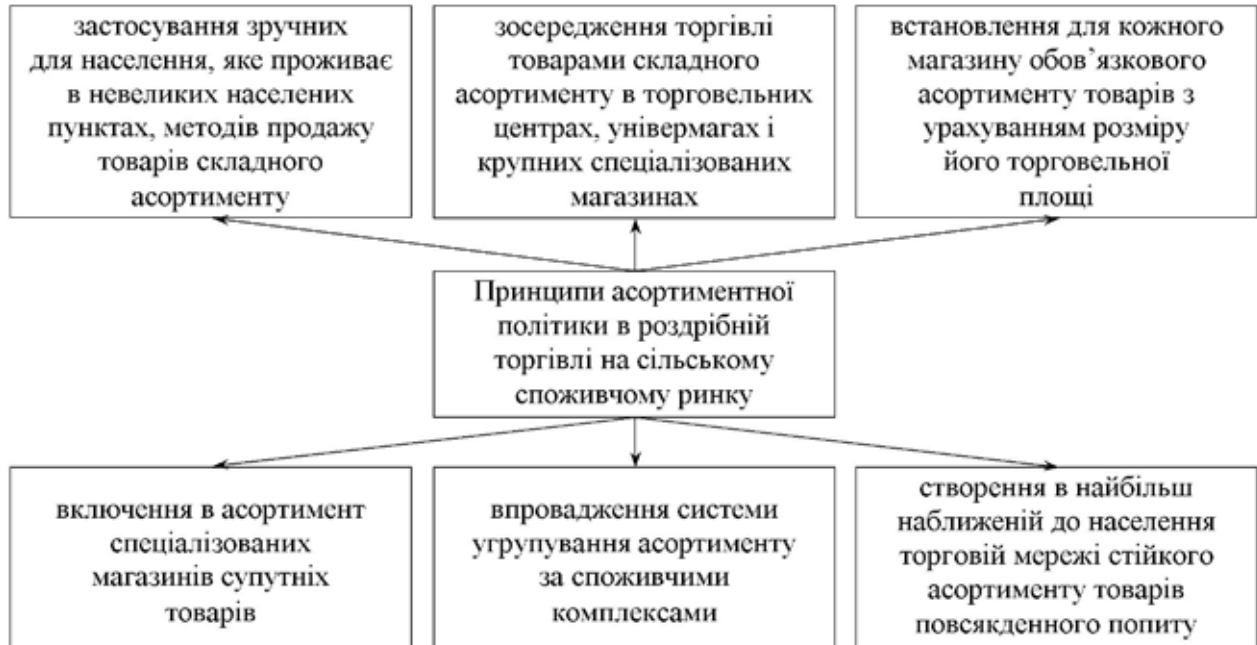 застосування зручних
для населення, яке проживає
в невеликих населених
пунктах, методів продажу
товарів складного
асортименту
зосередження торгівлі
товарами складного
асортименту в торговельних
центрах, універмагах і
крупних спеціалізованих
магазинах
встановлення для кожного
магазину обов’язкового
асортименту товарів з
урахуванням розміру
його торговельної
площі
Принципи асортиментної
політики в роздрібній
торгівлі на сільському
споживчому ринку
включення в асортимент
спеціалізованих
магазинів супутніх
товарів
впровадження системи
угрупування асортименту
за споживчими
комплексами
створення в найбільш
наближеній до населення
торговій мережі стійкого
асортименту товарів
повсякденного попиту